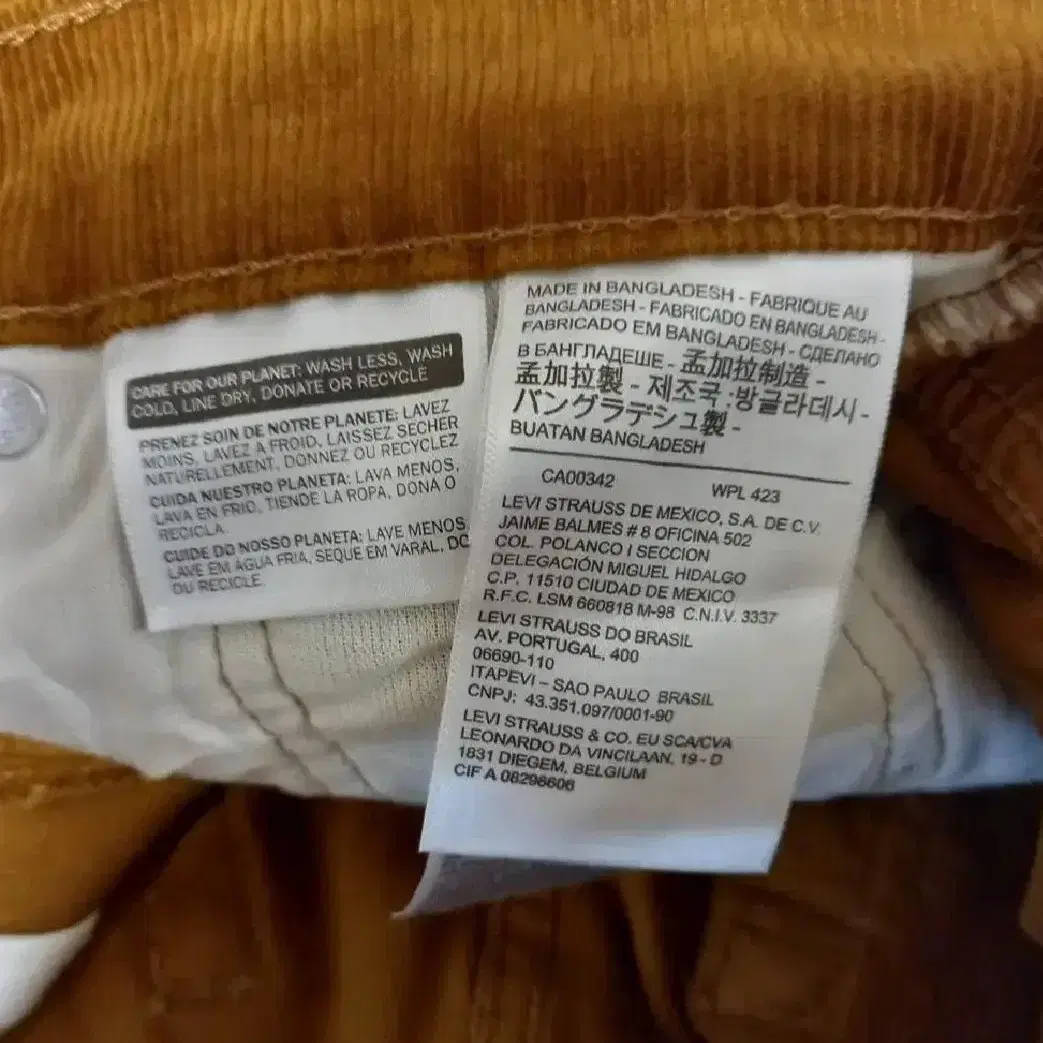 CARE FOR OUR PLANET: WASH LESS, WASH
COLD, LINE DRY, DONATE OR RECYCLE
PRENEZ SOIN DE NOTRE PLANETE: LAVEZ
MOINS, LAVEZ A FROID, LAISSEZ SECHER
NATURELLEMENT, DONNEZ OU RECYCLEZ
CUIDA NUESTRO PLANETA: LAVA MENOS,
LAVA EN FRIO, TIENDE LA ROPA, DONA O
RECICLA.
CUIDE DO NOSSO PLANETA: LAVE MENOS,
LAVE EM ÁGUA FRIA, SEQUE EM VARAL, DO
OU RECICLE.
MADE IN BANGLADESH - FABRIQUE AU
BANGLADESH - FABRICADO EN BANGLADESH -
FABRICADO EM BANGLADESH - СДЕЛАНО
В БАНГЛАДЕШЕ - 孟加拉制造 -
孟加拉製 - 제조국 :방글라데시 -
バングラデシュ製 -
BUATAN BANGLADESH
CA00342 WPL 423
LEVI STRAUSS DE MEXICO, S.A. DE C.V.
JAIME BALMES # 8 OFICINA 502
COL. POLANCO I SECCION
DELEGACIÓN MIGUEL HIDALGO
C.P. 11510 CIUDAD DE MEXICO
R.F.C. LSM 660818 M-98 C.N.I.V. 3337
LEVI STRAUSS DO BRASIL
AV. PORTUGAL, 400
06690-110
ITAPEVI – SAO PAULO BRASIL
CNPJ: 43.351.097/0001-90
LEVI STRAUSS & CO. EU SCA/CVA
LEONARDO DA VINCILAAN, 19 - D
1831 DIEGEM, BELGIUM
CIF A 08298606